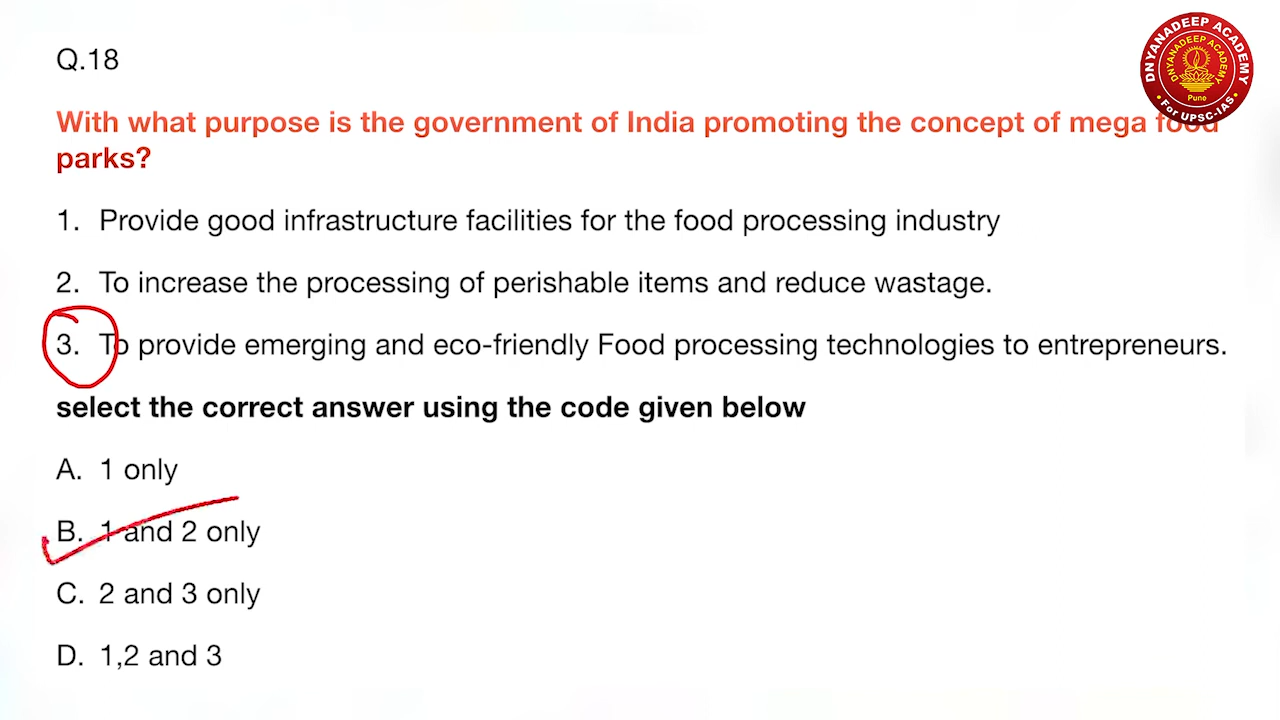 Q.18
DNYANADEEP ACADEMY
DNYANADEEP ACADEMY
Pune
For UPSC-IAS
With what purpose is the government of India promoting the concept of mega food
parks?
1. Provide good infrastructure facilities for the food processing industry
2. To increase the processing of perishable items and reduce wastage.
3. To provide emerging and eco-friendly Food processing technologies to entrepreneurs.
select the correct answer using the code given below
A. 1 only
B. 1 and 2 only
C. 2 and 3 only
D. 1,2 and 3